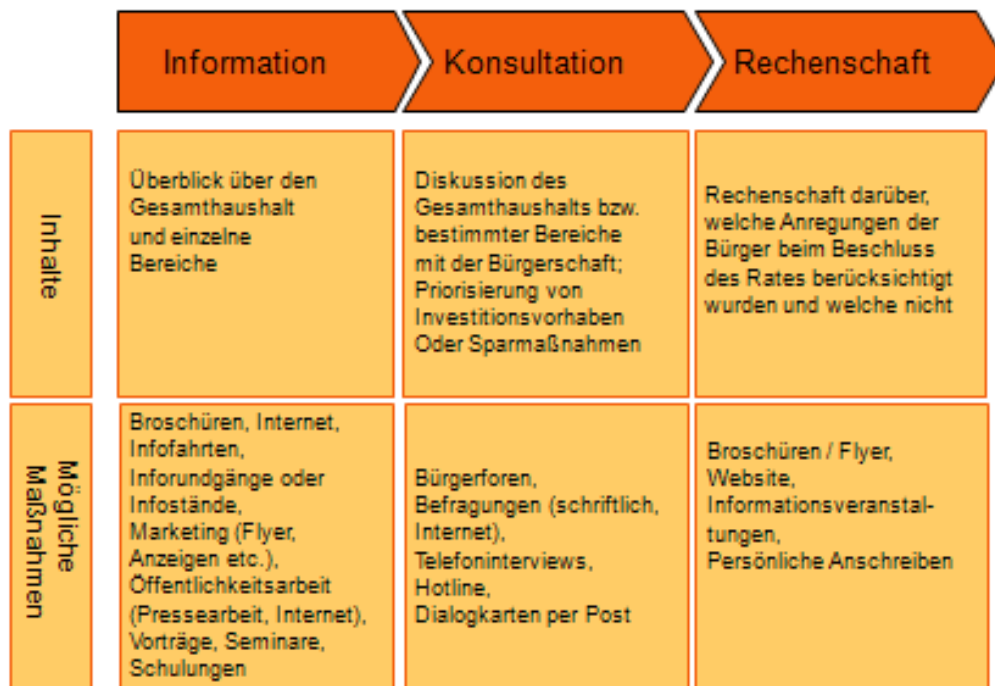 Information
Konsultation
Rechenschaft
Inhalte
Überblick über den
Gesamthaushalt
und einzelne
Bereiche
Diskussion des
Gesamthaushalts bzw.
bestimmter Bereiche
mit der Bürgerschaft;
Priorisierung von
Investitionsvorhaben
Oder Sparmaßnahmen
Rechenschaft darüber,
welche Anregungen der
Bürger beim Beschluss
des Rates berücksichtigt
wurden und welche nicht
Mögliche
Maßnahmen
Broschüren, Internet,
Infofahrten,
Inforundgänge oder
Infostände,
Marketing (Flyer,
Anzeigen etc.),
Öffentlichkeitsarbeit
(Pressearbeit, Internet),
Vorträge, Seminare,
Schulungen
Bürgerforen,
Befragungen (schriftlich,
Internet),
Telefoninterviews,
Hotline,
Dialogkarten per Post
Broschüren / Flyer,
Website,
Informationsveranstal-
tungen,
Persönliche Anschreiben